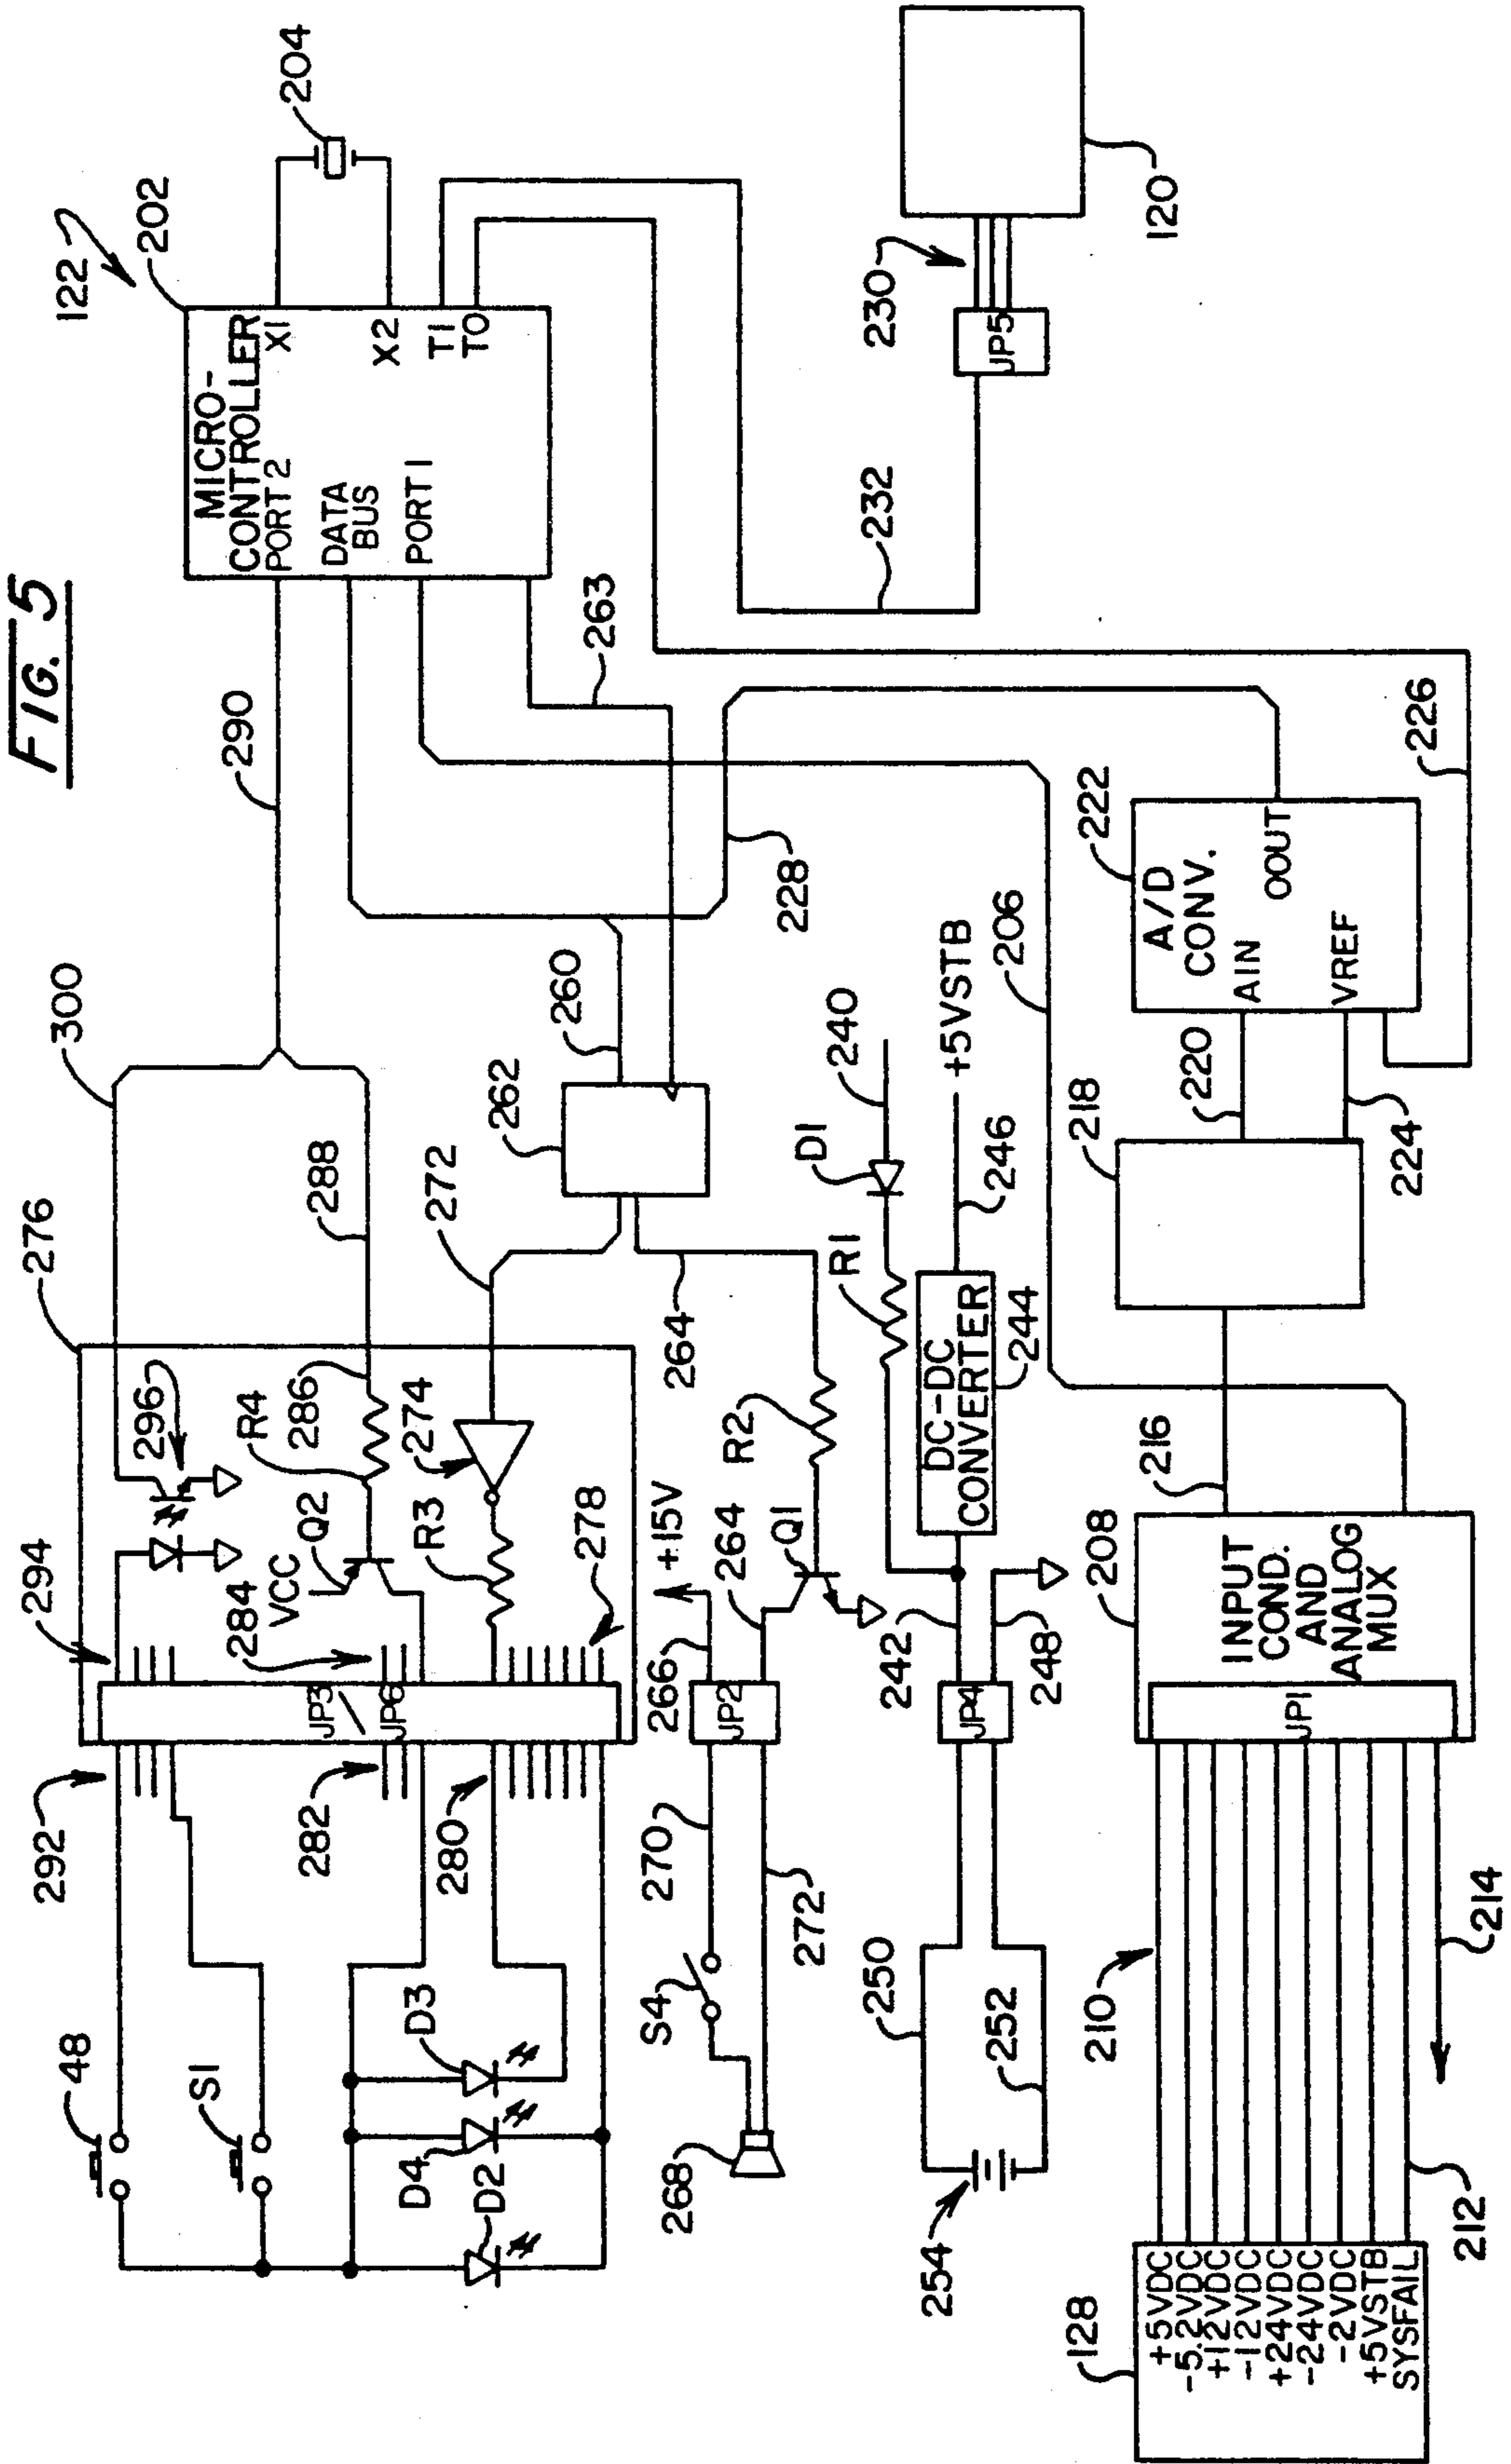 FIG. 5
122
202
204
MICRO-
CONTROLLER
PORT 2
DATA
BUS
PORT 1
X1
X2
T1
T0
290
300
276
288
286
296
R4
294
VCC
Q2
284
JP3/
JP6
292
282
280
278
R3
274
272
262
260
263
228
232
230
JP5
120
48
S1
D3
D4
D2
264
R2
+15V
Q1
264
266
JP2
270
272
S4
268
240
D1
R1
+5VSTB
246
DC-DC
CONVERTER
244
242
JP4
248
250
252
254
206
222
A/D
CONV.
AIN
OOUT
VREF
226
218
220
224
216
208
INPUT
COND.
AND
ANALOG
MUX
JP1
210
214
212
128
+5VDC
-5.2VDC
+12VDC
-12VDC
+24VDC
-24VDC
-2VDC
+5VSTB
SYSFAIL